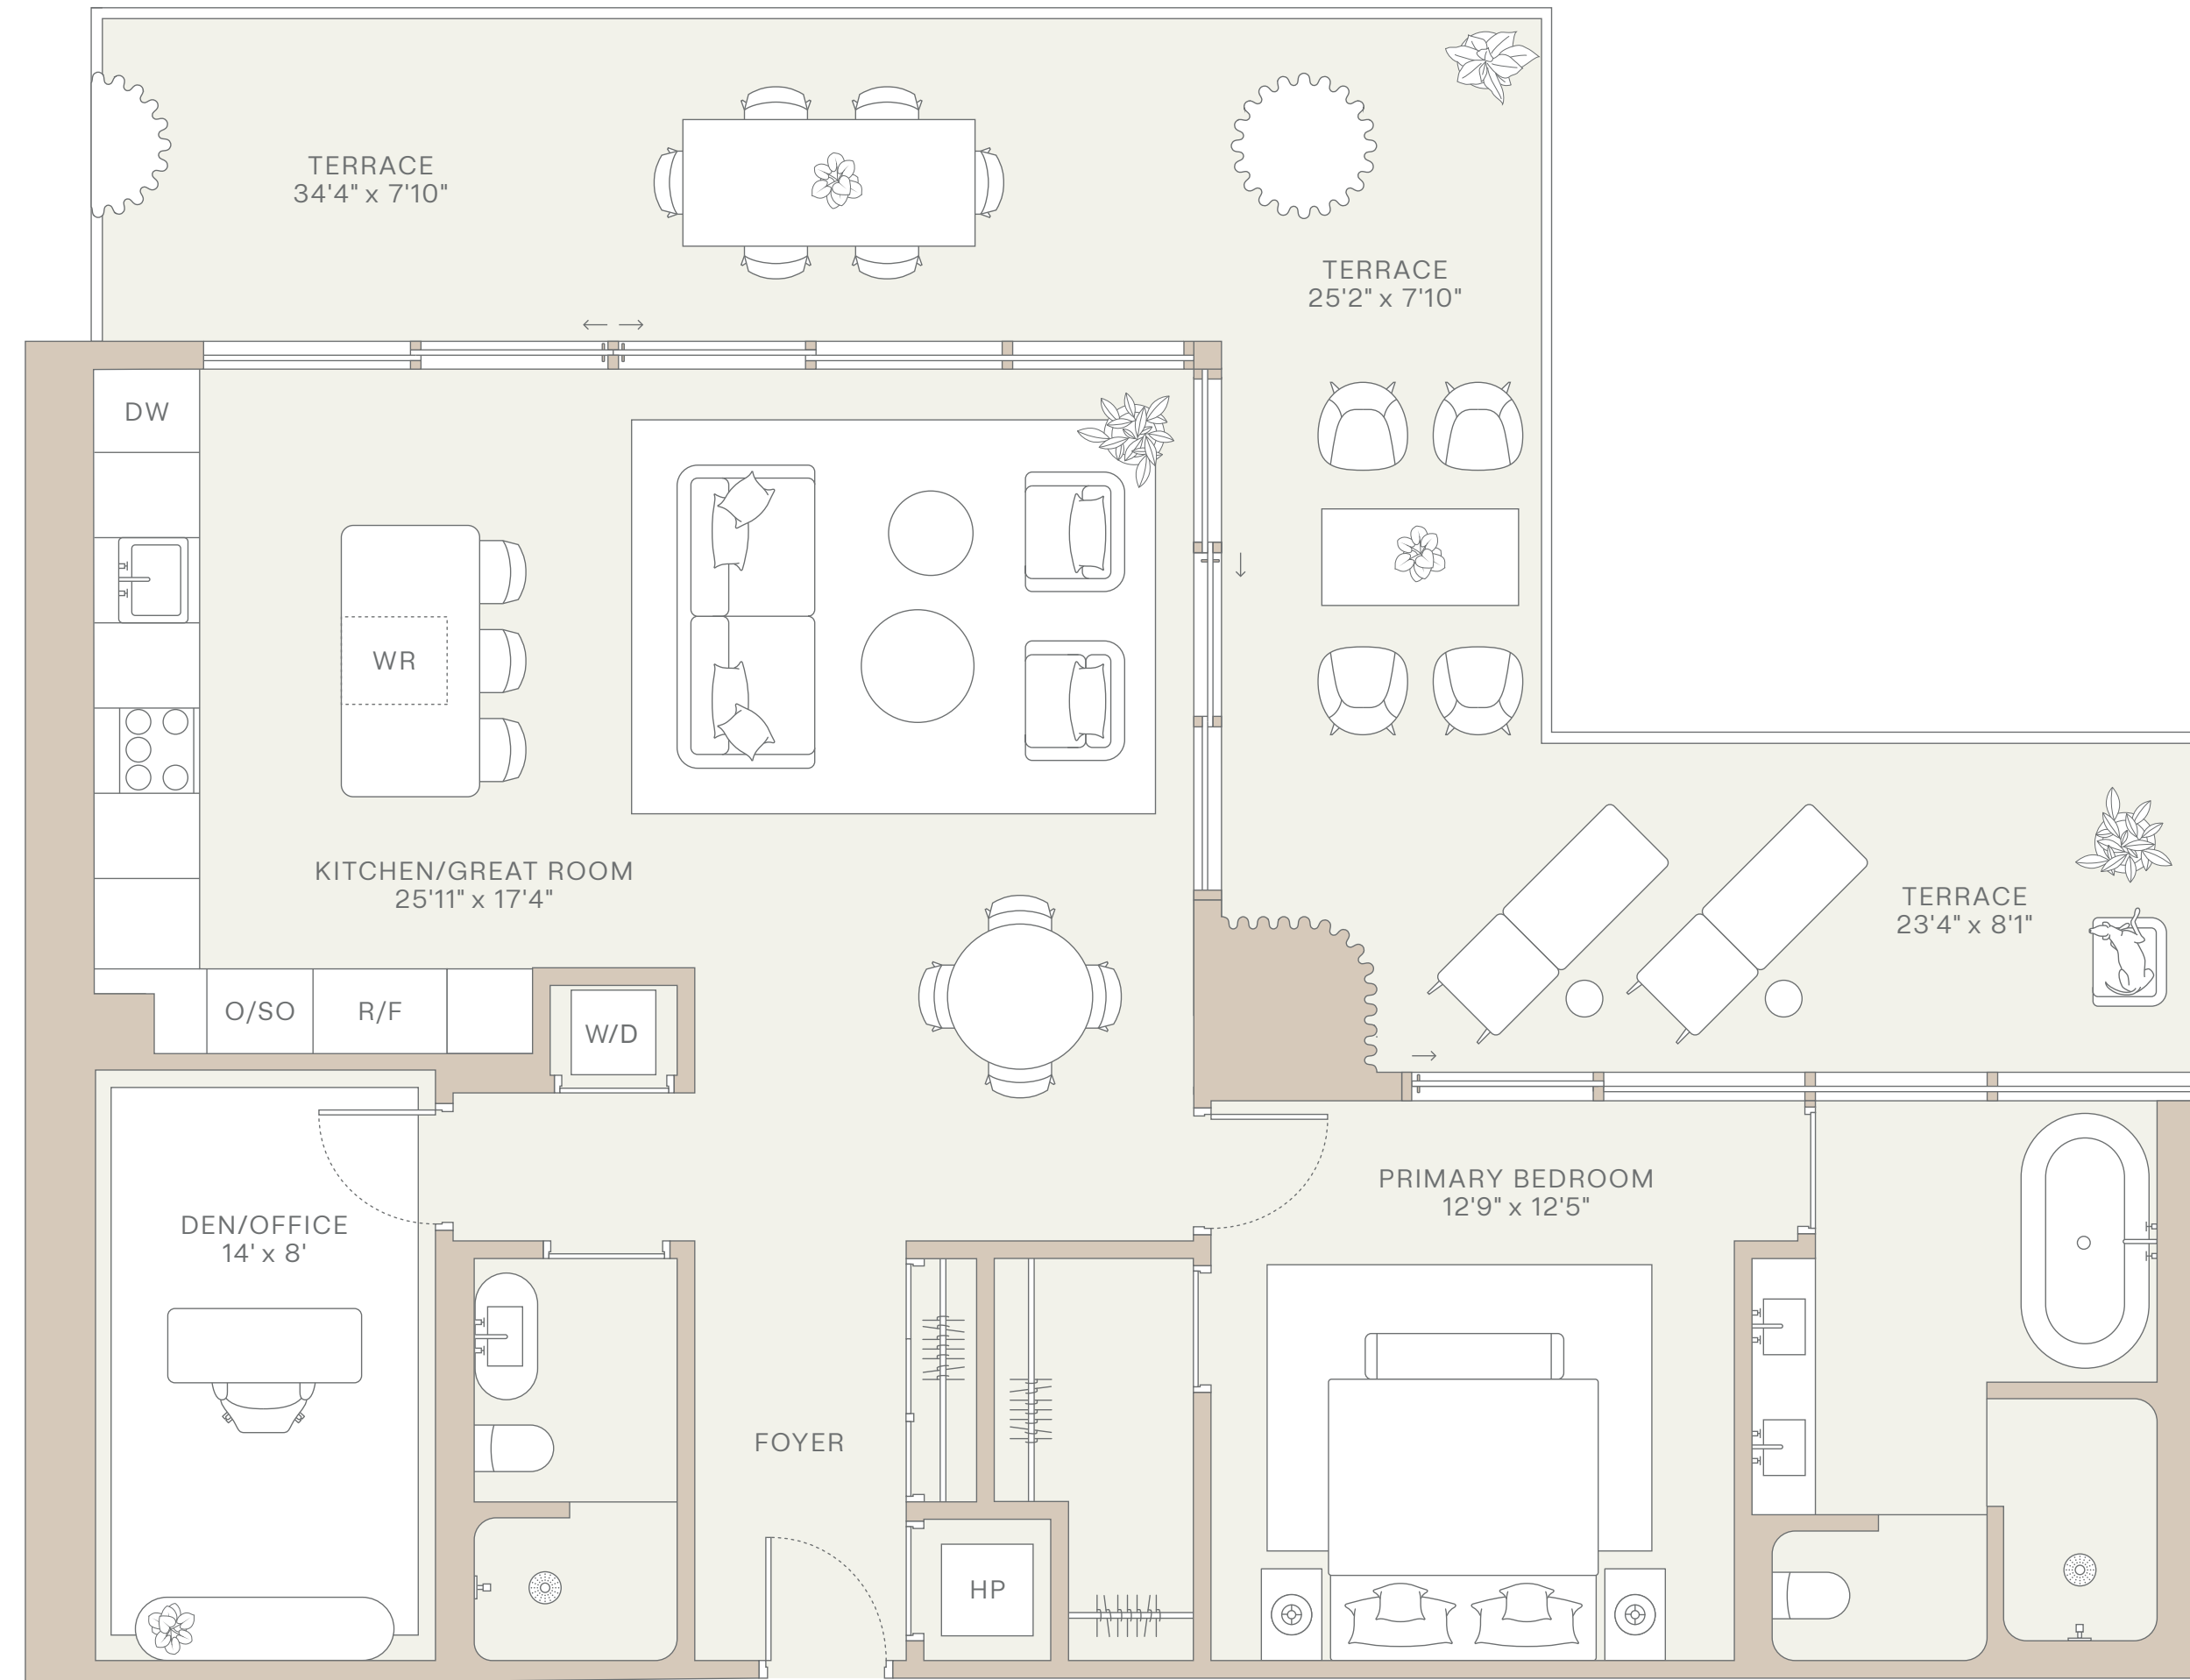 TERRACE
34'4" x 7'10"
TERRACE
25'2" x 7'10"
DW
WR
KITCHEN/GREAT ROOM
25'11" x 17'4"
TERRACE
23'4" x 8'1"
O/SO
R/F
W/D
PRIMARY BEDROOM
12'9" x 12'5"
DEN/OFFICE
14' x 8'
FOYER
HP